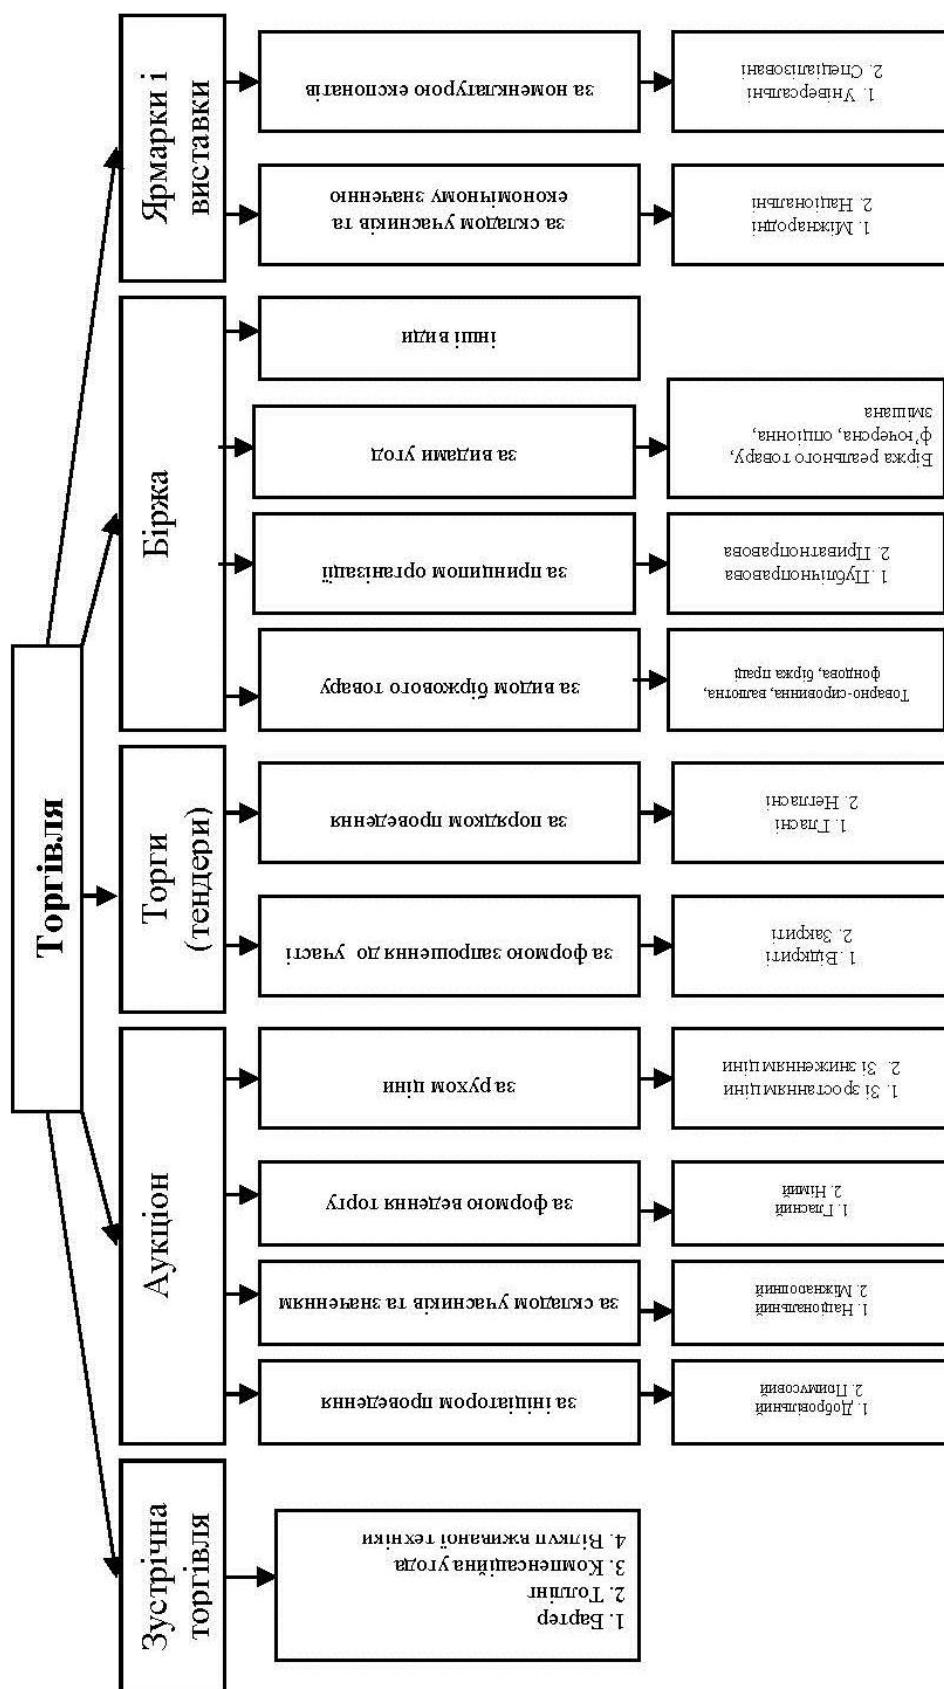 Торгівля
Ярмарки і
виставки
за номенклатурою експонатів
1. Універсальні
2. Спеціалізовані
за складом учасників та
економічному значенню
1. Міжнародні
2. Національні
Біржа
інші види
за видами угод
Біржа реального товару,
ф'ючерсна, опціонна,
змішана
за принципом організації
1. Публічноправова
2. Приватноправова
за видом біржового товару
Товарно-сировинна, валютна,
фондова, біржа праці
Торги
(тендери)
за порядком проведення
1. Гласні
2. Негласні
за формою запрошення до участі
1. Відкриті
2. Закриті
Аукціон
за рухом ціни
1. Зі зростанням ціни
2. Зі зниженням ціни
за формою ведення торгу
1. Гласний
2. Німий
за складом учасників та значенням
1. Національний
2. Міжнародний
за ініціатором проведення
1. Добровільний
2. Примусовий
Зустрічна
торгівля
1. Бартер
2. Толлінг
3. Компенсаційна угода
4. Відкуп вживаної техніки